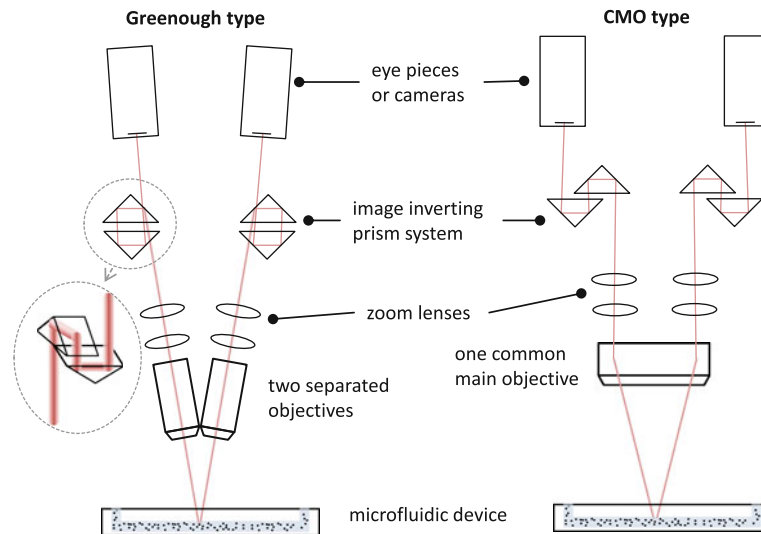 Greenough type
CMO type
eye pieces
or cameras
image inverting
prism system
zoom lenses
one common
main objective
two separated
objectives
microfluidic device